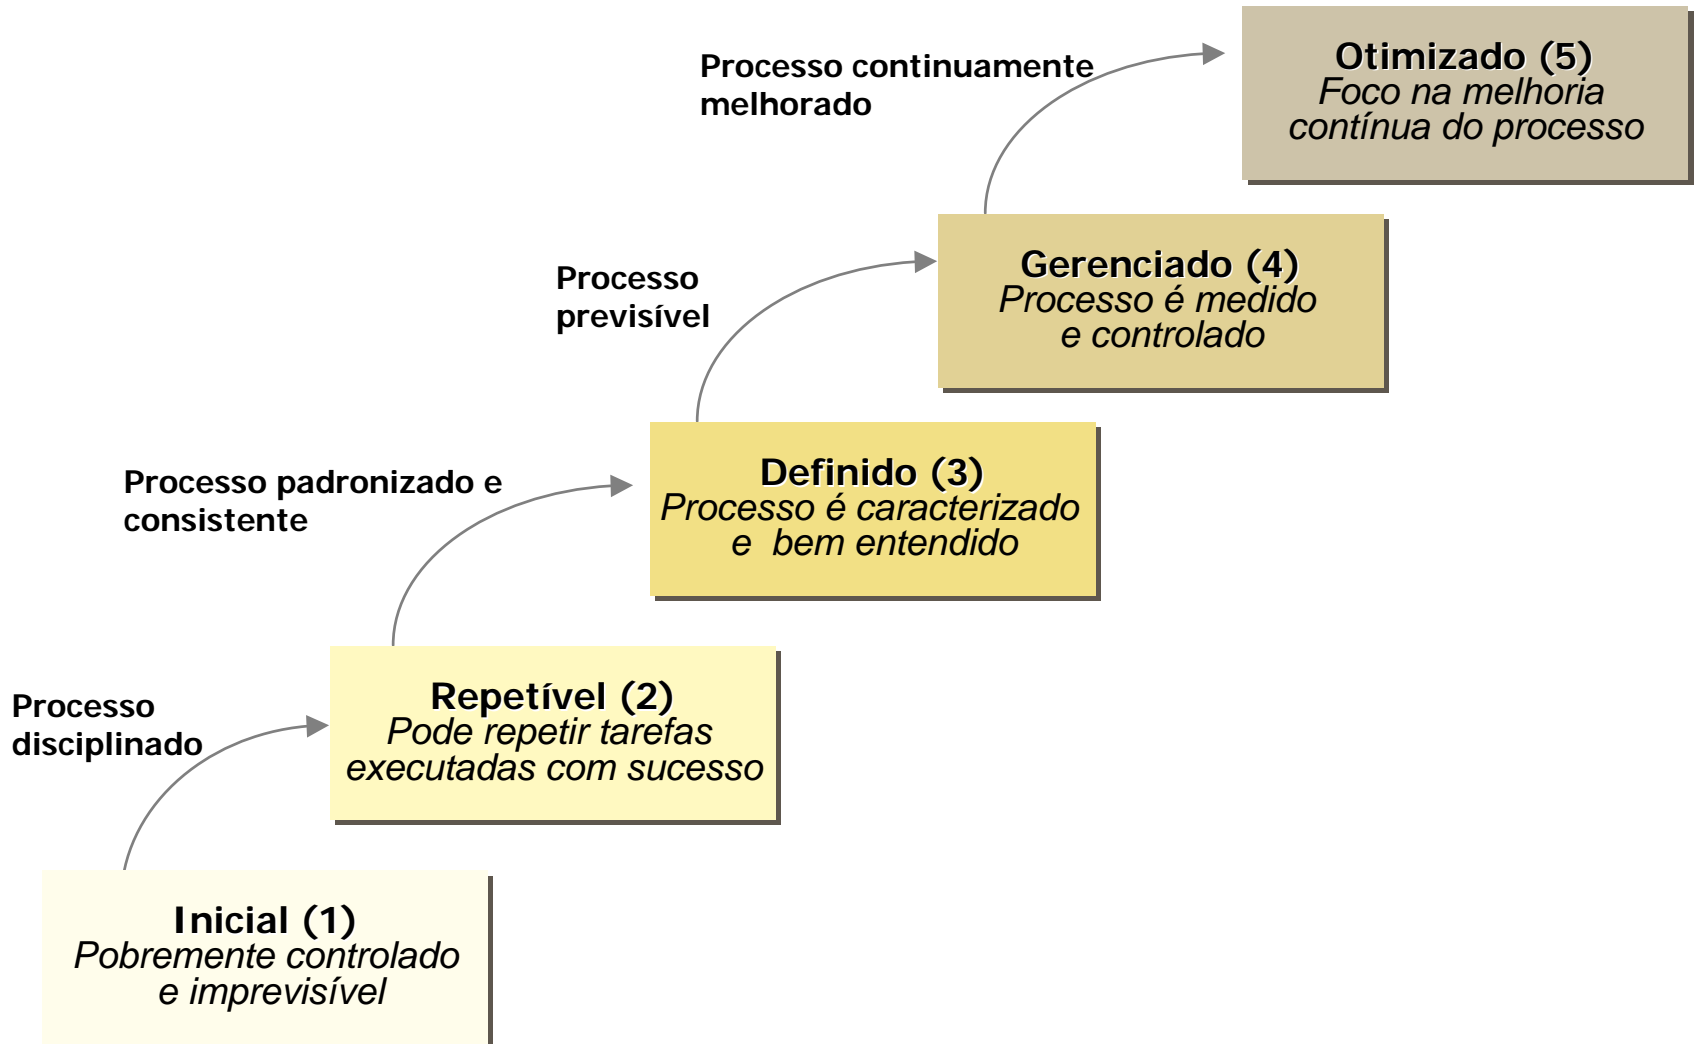 Processo continuamente
melhorado
Otimizado (5)
Foco na melhoria
contínua do processo
Processo
previsível
Gerenciado (4)
Processo é medido
e controlado
Processo padronizado e
consistente
Definido (3)
Processo é caracterizado
e bem entendido
Processo
disciplinado
Repetível (2)
Pode repetir tarefas
executadas com sucesso
Inicial (1)
Pobremente controlado
e imprevisível